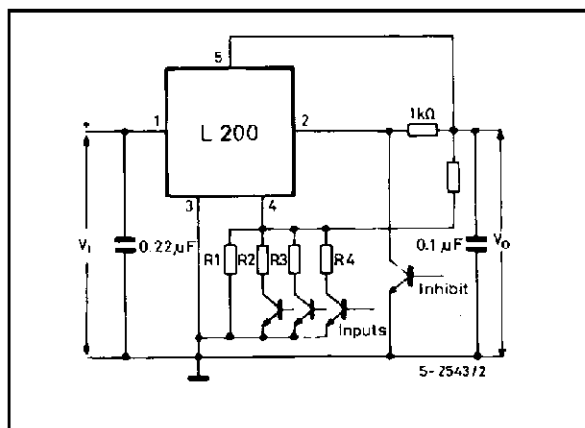 5
1kΩ
+
1
L 200
2
3
4
Vi
0.22µF
R1
R2
R3
R4
0.1µF
Vo
Inhibit
Inputs
5-2543/2